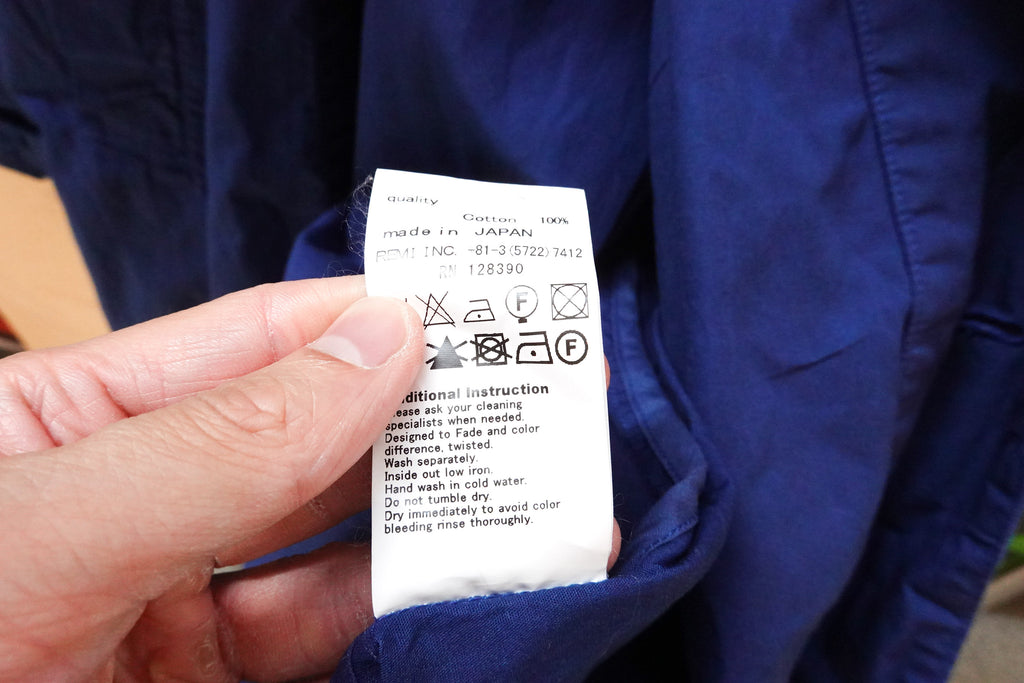 quality
Cotton 100%
made in JAPAN
REMI INC. -81-3(5722)7412
RN 128390
F
F
ditional Instruction
ease ask your cleaning
specialists when needed.
Designed to Fade and color
difference, twisted.
Wash separately.
Inside out low iron.
Hand wash in cold water.
Do not tumble dry.
Dry immediately to avoid color
bleeding rinse thoroughly.